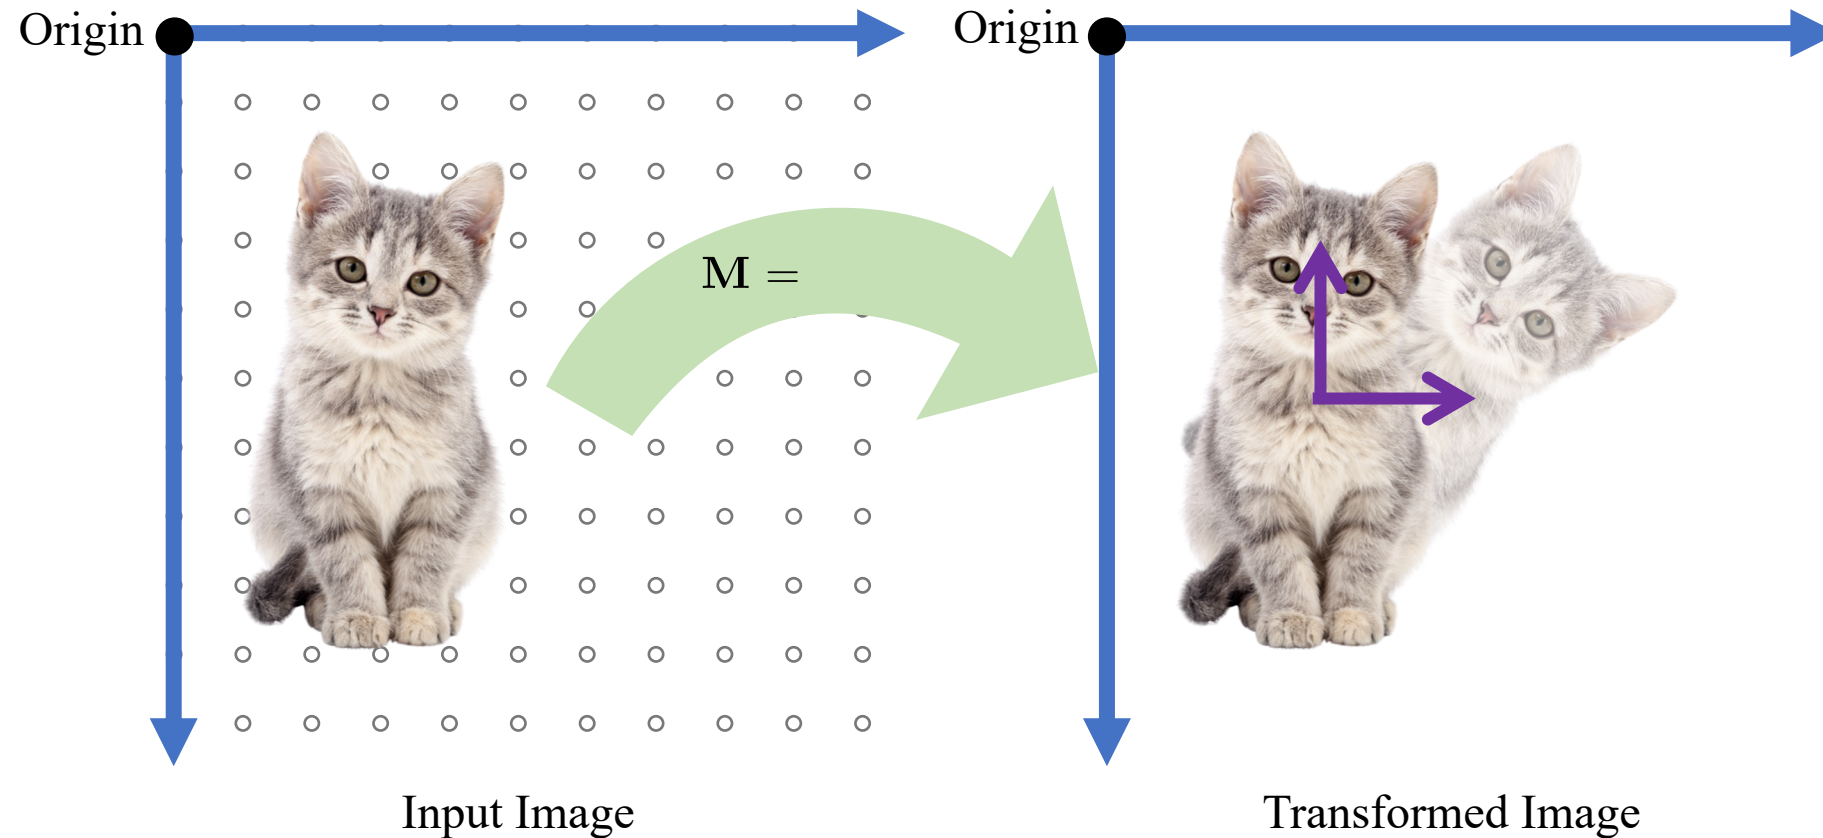 Origin
Origin
M =
Input Image
Transformed Image